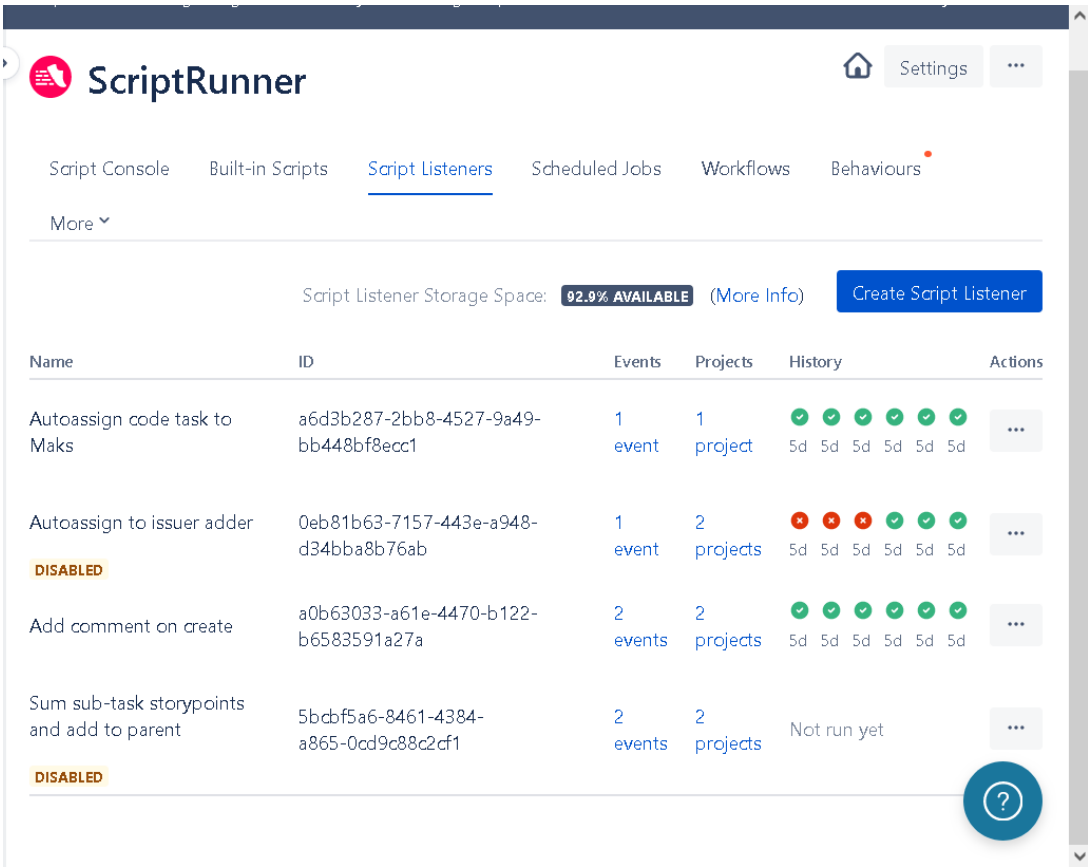 ScriptRunner
Settings
Script Console Built-in Scripts Script Listeners Scheduled Jobs Workflows Behaviours
More
Script Listener Storage Space: 92.9% AVAILABLE (More Info) Create Script Listener
Name ID Events Projects History Actions
Autoassign code task to a6d3b287-2bb8-4527-9a49- 1 1
Maks bb448bf8ecc1 event project 5d 5d 5d 5d 5d 5d
Autoassign to issuer adder 0eb81b63-7157-443e-a948- 1 2
d34bba8b76ab event projects 5d 5d 5d 5d 5d 5d
DISABLED
Add comment on create a0b63033-a61e-4470-b122- 2 2
b6583591a27a events projects 5d 5d 5d 5d 5d 5d
Sum sub-task storypoints
and add to parent 5bcbf5a6-8461-4384- 2 2 Not run yet
a865-0cd9c88c2cf1 events projects
DISABLED
?